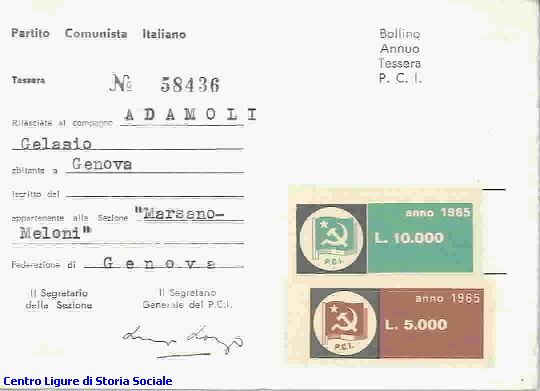 Partito Comunista Italiano
Tessera No 58436
Rilasciata al compagno ADAMOLI
Gelasio
abitante a Genova
Iscritto dal
appartenente alla Sezione "Marsano-
Meloni"
Federazione di Genova
Il Segretario
della Sezione
Il Segretario
Generale del P.C.I.
Bollino
Annuo
Tessera
P. C. I.
anno 1965
L. 10.000
P.C.I.
anno 1965
L. 5.000
P.C.I.
Centro Ligure di Storia Sociale